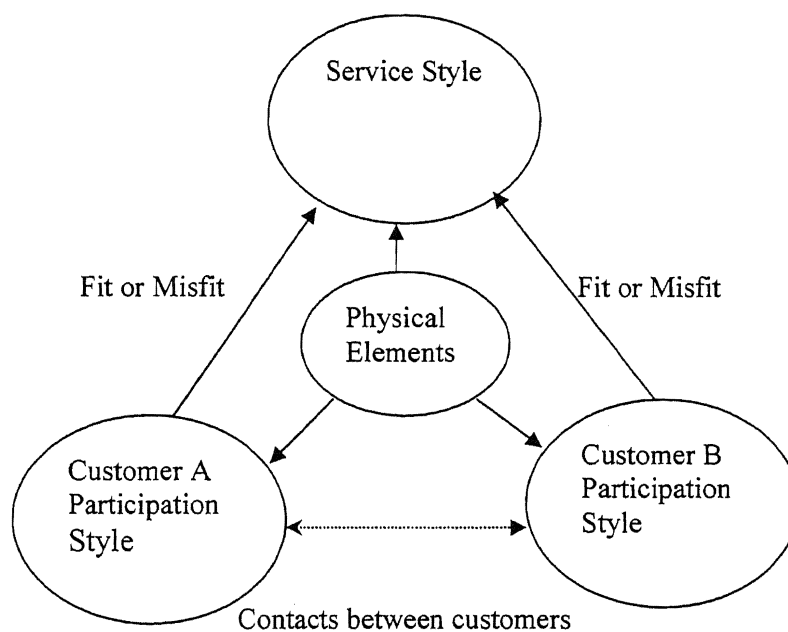 Service Style
Fit or Misfit
Fit or Misfit
Physical
Elements
Customer A
Participation
Style
Customer B
Participation
Style
Contacts between customers